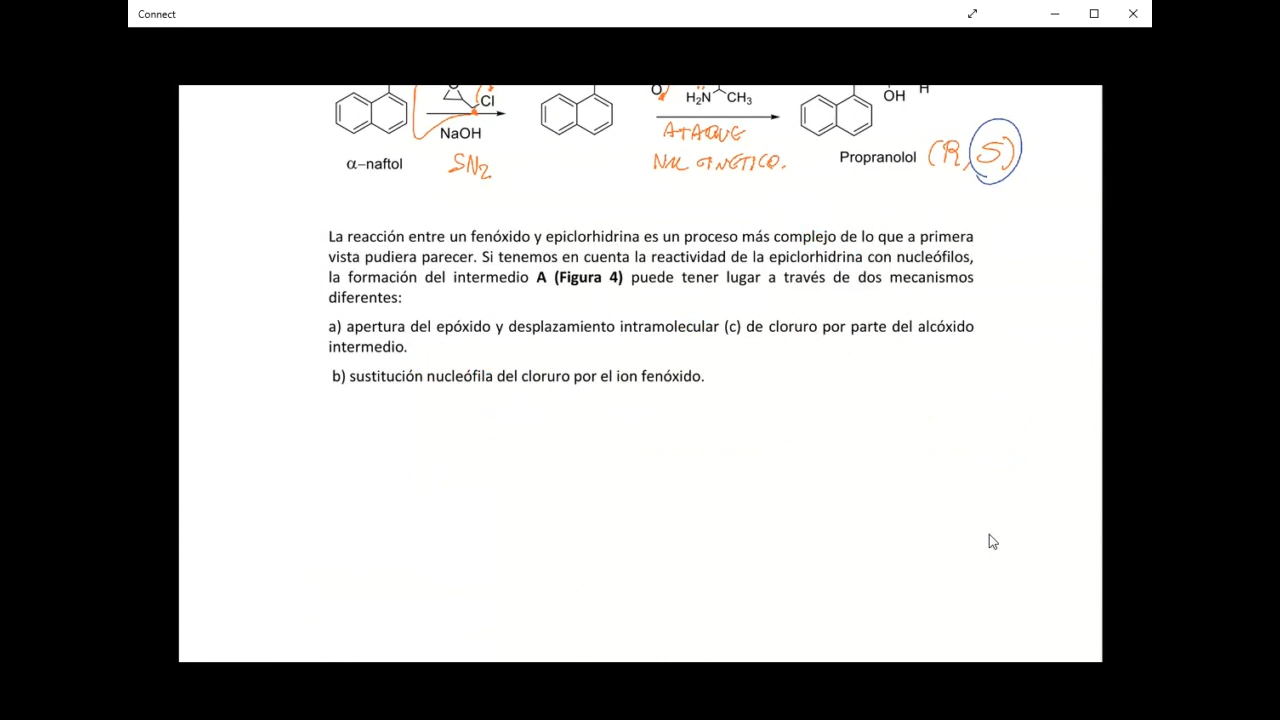 Connect
O
Cl
H₂N
CH₃
OH
H
NaOH
ATAQUE
α–naftol
SN₂
Propranolol (R, S)
La reacción entre un fenóxido y epiclorhidrina es un proceso más complejo de lo que a primera
vista pudiera parecer. Si tenemos en cuenta la reactividad de la epiclorhidrina con nucleófilos,
la formación del intermedio A (Figura 4) puede tener lugar a través de dos mecanismos
diferentes:
a) apertura del epóxido y desplazamiento intramolecular (c) de cloruro por parte del alcóxido
intermedio.
b) sustitución nucleófila del cloruro por el ion fenóxido.